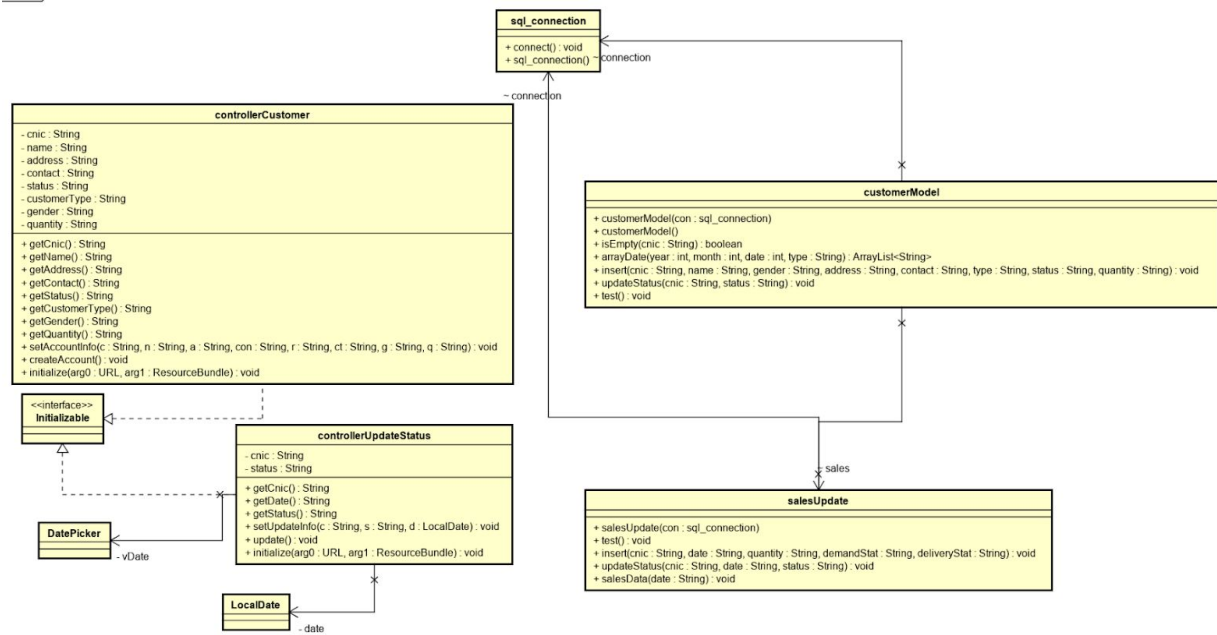 sql_connection
+ connect() : void
+ sql_connection()
~ connection
~ connection
controllerCustomer
- cnic : String
- name : String
- address : String
- contact : String
- status : String
- customerType : String
- gender : String
- quantity : String
+ getCnic() : String
+ getName() : String
+ getAddress() : String
+ getContact() : String
+ getStatus() : String
+ getCustomerType() : String
+ getGender() : String
+ getQuantity() : String
+ setAccountInfo(c : String, n : String, a : String, con : String, r : String, ct : String, g : String, q : String) : void
+ createAccount() : void
+ initialize(arg0 : URL, arg1 : ResourceBundle) : void
customerModel
+ customerModel(con : sql_connection)
+ customerModel()
+ isEmpty(cnic : String) : boolean
+ arrayDate(year : int, month : int, date : int, type : String) : ArrayList<String>
+ insert(cnic : String, name : String, gender : String, address : String, contact : String, type : String, status : String, quantity : String) : void
+ updateStatus(cnic : String, status : String) : void
+ test() : void
<<interface>>
Initializable
controllerUpdateStatus
- cnic : String
- status : String
+ getCnic() : String
+ getDate() : String
+ getStatus() : String
+ setUpdateInfo(c : String, s : String, d : LocalDate) : void
+ update() : void
+ initialize(arg0 : URL, arg1 : ResourceBundle) : void
~ sales
salesUpdate
+ salesUpdate(con : sql_connection)
+ test() : void
+ insert(cnic : String, date : String, quantity : String, demandStat : String, deliveryStat : String) : void
+ updateStatus(cnic : String, date : String, status : String) : void
+ salesData(date : String) : void
DatePicker
- vDate
LocalDate
- date